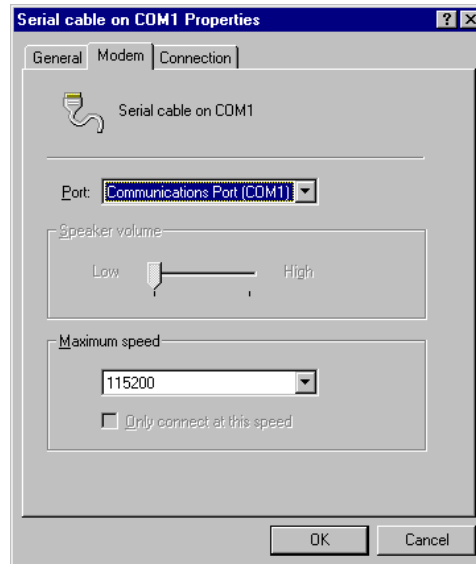 Serial cable on COM1 Properties
General Modem Connection
Serial cable on COM1
Port: Communications Port (COM1)
Speaker volume
Low High
Maximum speed
115200
Only connect at this speed
OK Cancel